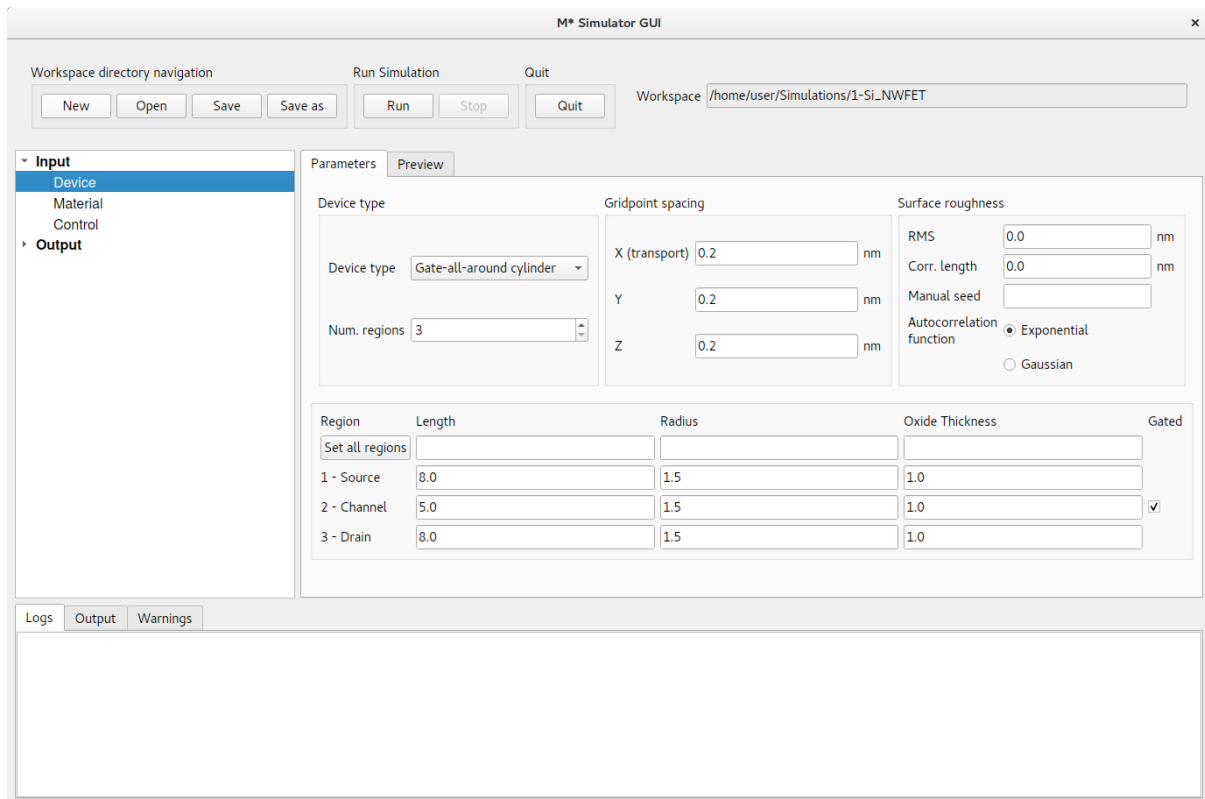 M* Simulator GUI ×
Workspace directory navigation Run Simulation Quit
New Open Save Save as Run Stop Quit Workspace /home/user/Simulations/1-Si_NWFET
Input
Device
Material
Control
Output
Parameters Preview
Device type Gridpoint spacing Surface roughness
Device type Gate-all-around cylinder
Num. regions 3
X (transport) 0.2 nm
Y 0.2 nm
Z 0.2 nm
RMS 0.0 nm
Corr. length 0.0 nm
Manual seed
Autocorrelation
function
Exponential
Gaussian
Region Length Radius Oxide Thickness Gated
Set all regions
1 - Source 8.0 1.5 1.0
2 - Channel 5.0 1.5 1.0
3 - Drain 8.0 1.5 1.0
Logs Output Warnings